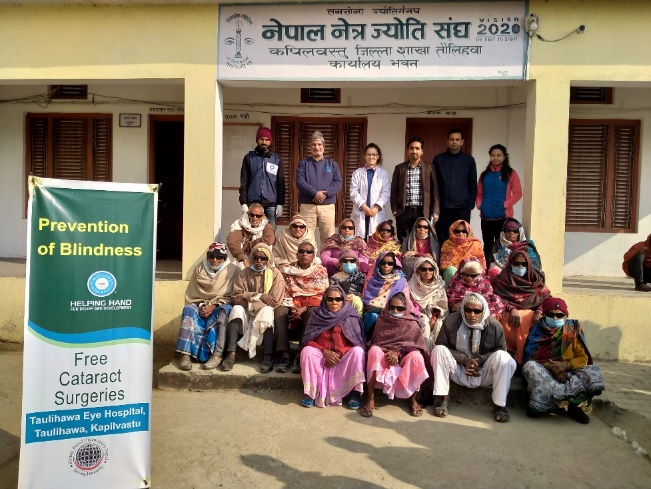 तमसोमा ज्योतिर्गमय
नेपाल नेत्र ज्योति संघ
VISION
2020
THE RIGHT TO SIGHT
कपिलवस्तु जिल्ला शाखा तौलिहवा
कार्यालय भवन
Prevention
of Blindness
HELPING HAND
FOR RELIEF AND DEVELOPMENT
Free
Cataract
Surgeries
Taulihawa Eye Hospital,
Taulihawa, Kapilvastu